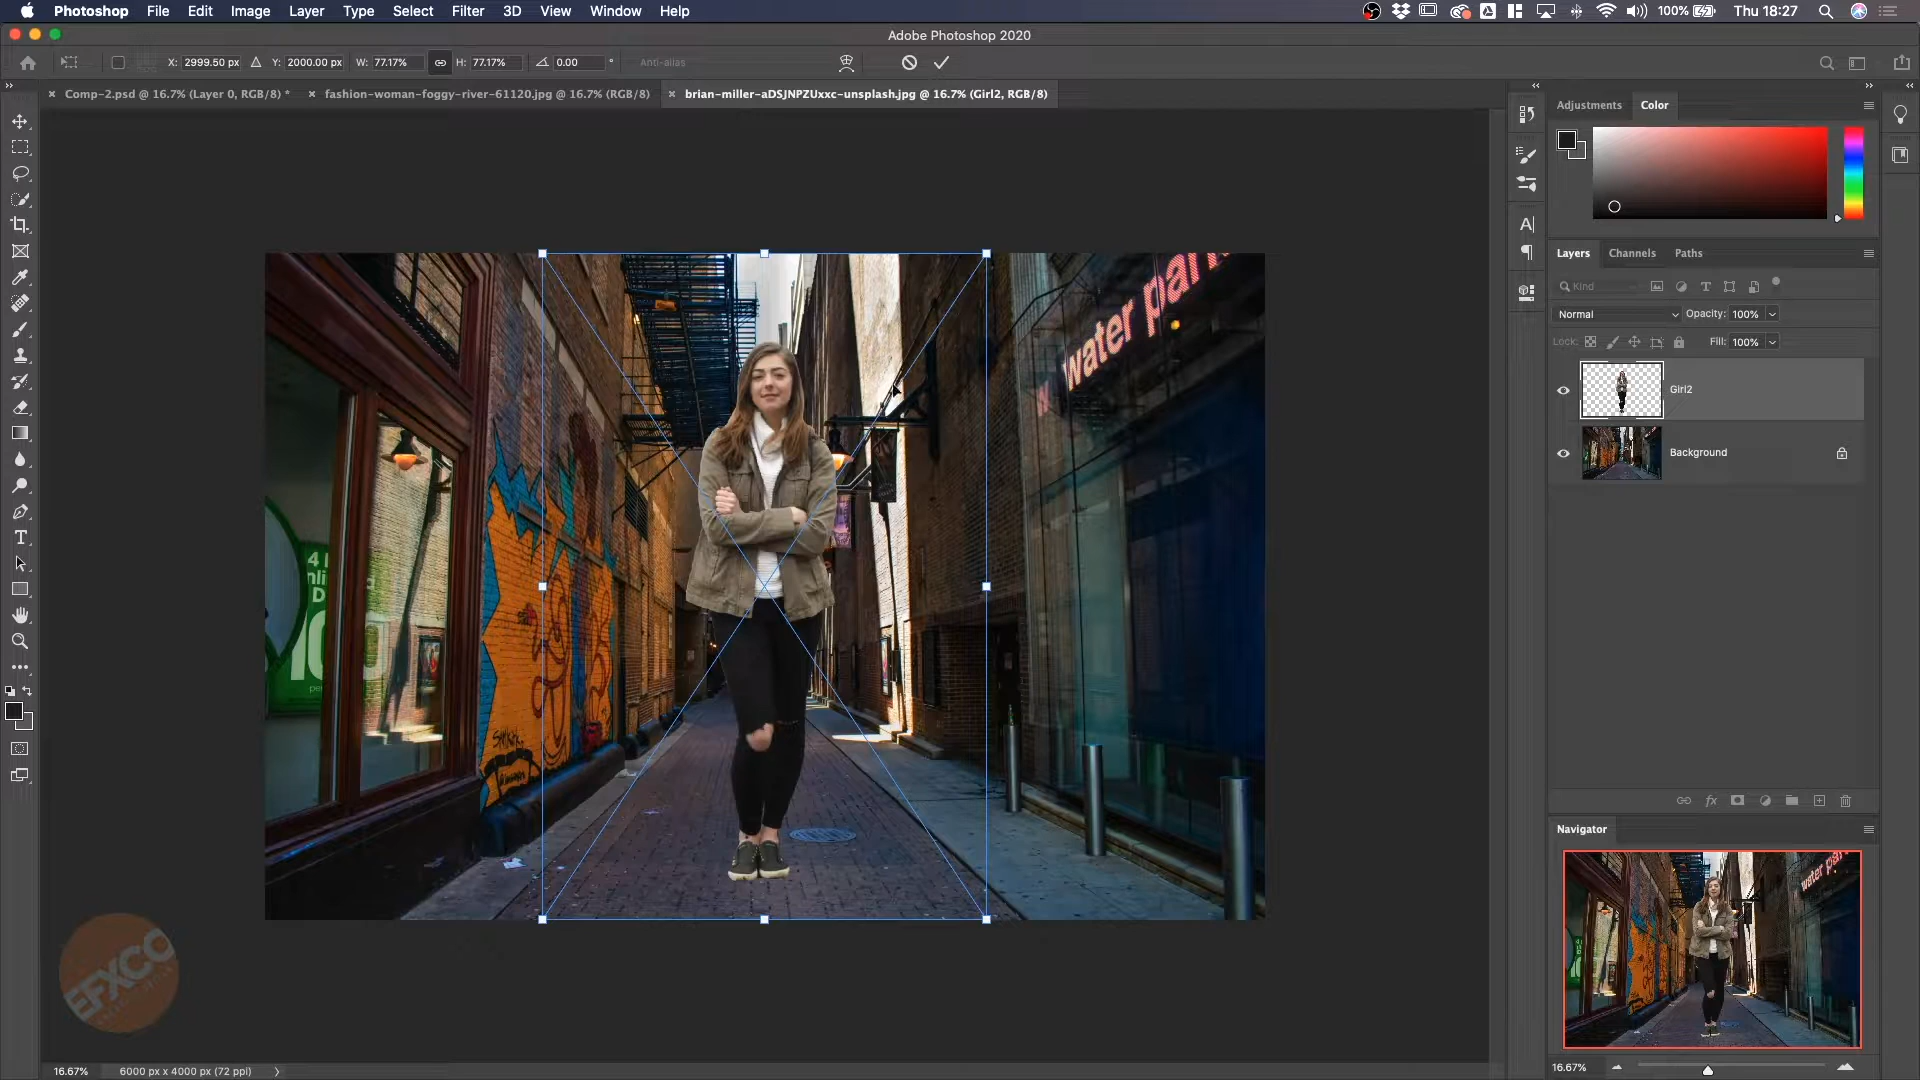 Photoshop File Edit Image Layer Type Select Filter 3D View Window Help 100% Thu 18:27
Adobe Photoshop 2020
X: 2999.50 px Y: 2000.00 px W: 77.17% H: 77.17% 0.00 ° Anti-alias
Comp-2.psd @ 16.7% (Layer 0, RGB/8) * fashion-woman-foggy-river-61120.jpg @ 16.7% (RGB/8) brian-miller-aDSJNPZUxxc-unsplash.jpg @ 16.7% (Girl2, RGB/8)
Adjustments Color
Layers Channels Paths
Kind
Normal Opacity: 100%
Lock: Fill: 100%
Girl2
Background
water par
4
100
EFXCO
Navigator
16.67% 6000 px x 4000 px (72 ppi)
16.67%